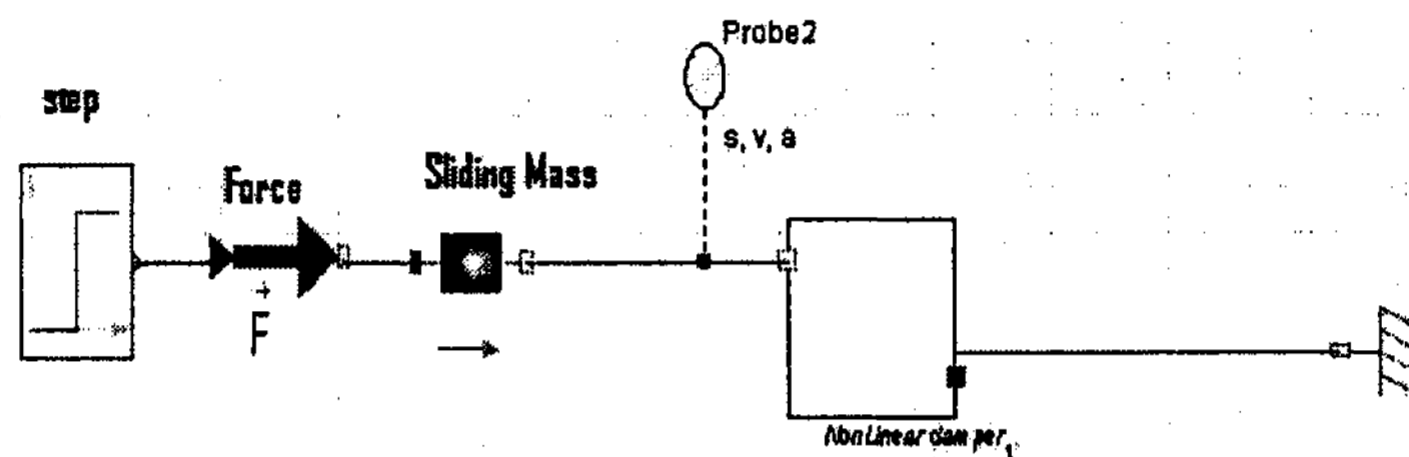 Probe2
step
s, v, a
Force
Sliding Mass
F
NonLinear damper₁